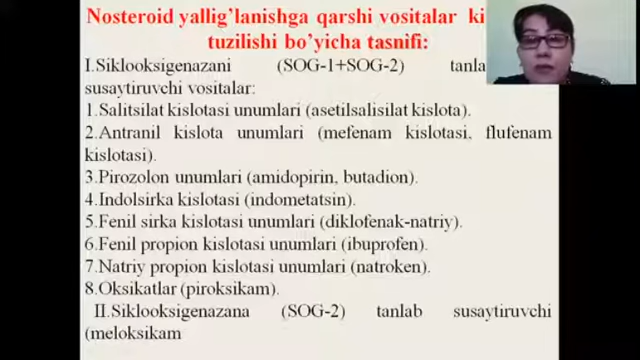 Nosteroid yallig’lanishga qarshi vositalar ki
tuzilishi bo’yicha tasnifi:
I.Siklooksigenazani (SOG-1+SOG-2) tanla
susaytiruvchi vositalar:
1.Salitsilat kislotasi unumlari (asetilsalisilat kislota).
2.Antranil kislota unumlari (mefenam kislotasi, flufenam
kislotasi).
3.Pirozolon unumlari (amidopirin, butadion).
4.Indolsirka kislotasi (indometatsin).
5.Fenil sirka kislotasi unumlari (diklofenak-natriy).
6.Fenil propion kislotasi unumlari (ibuprofen).
7.Natriy propion kislotasi unumlari (natroken).
8.Oksikatlar (piroksikam).
II.Siklooksigenazana (SOG-2) tanlab susaytiruvchi
(meloksikam